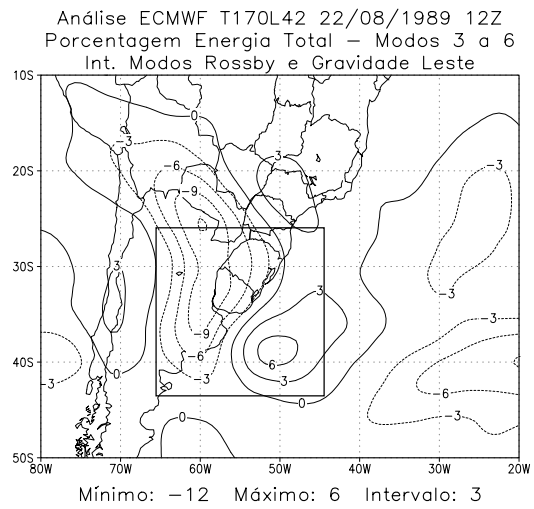 Análise ECMWF T170L42 22/08/1989 12Z
Porcentagem Energia Total – Modos 3 a 6
Int. Modos Rossby e Gravidade Leste
10S
20S
30S
40S
50S
80W 70W 60W 50W 40W 30W 20W
0
-3
3
-6
-3
-9
3
-3
3
-3
-9
-6
6
-3
-3
0
3
-6
0
-3
0
Mínimo: −12 Máximo: 6 Intervalo: 3